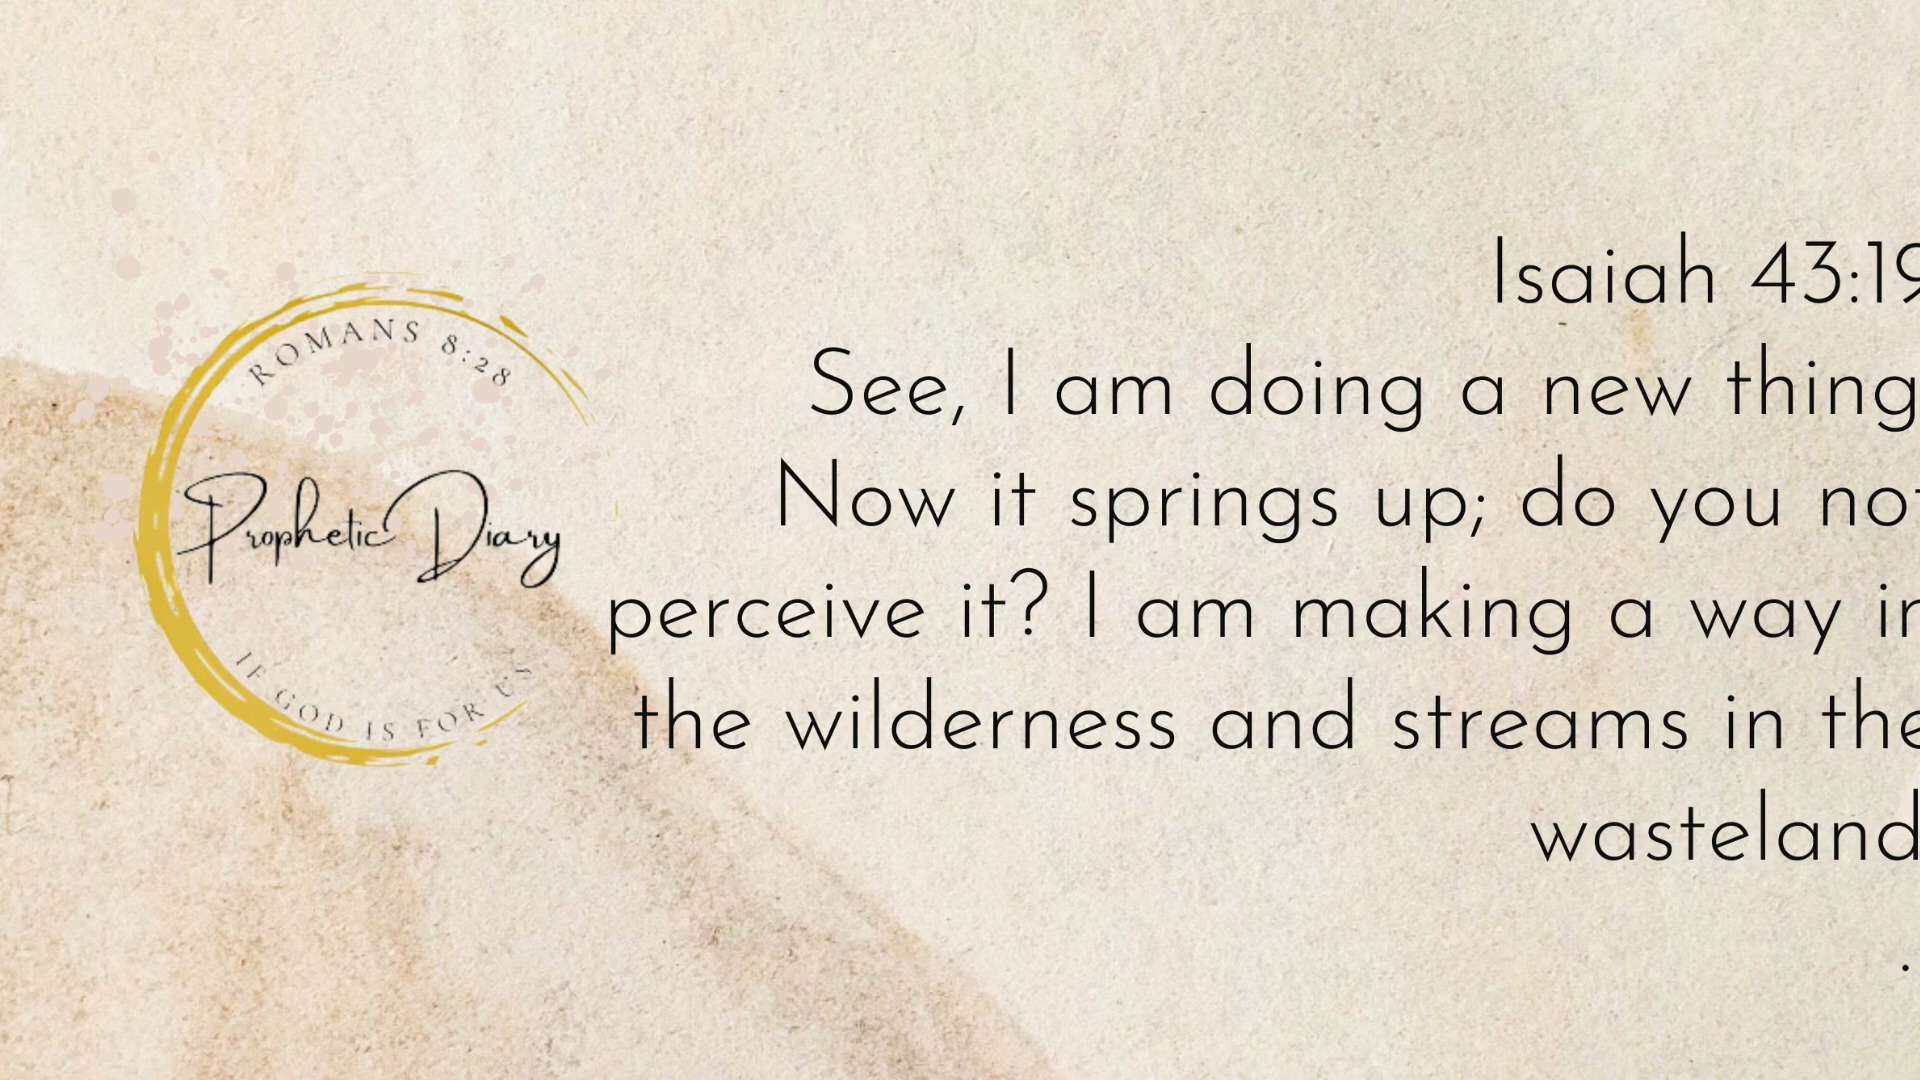 ROMANS 8:28
Prophetic Diary
IF GOD IS FOR US
Isaiah 43:19
See, I am doing a new thing
Now it springs up; do you not
perceive it? I am making a way in
the wilderness and streams in the
wasteland
.